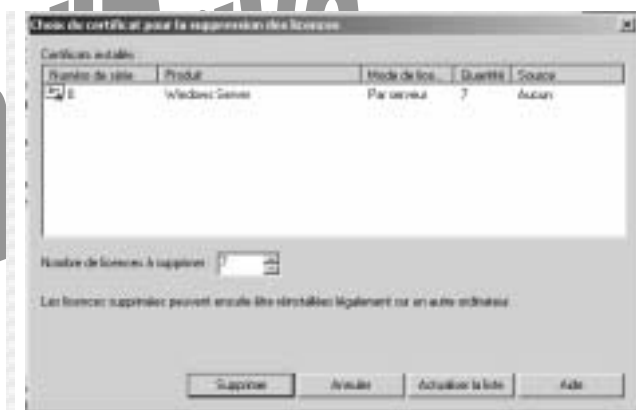 Choix du certificat pour la suppression des licences
Certificats installés :
Numéro de série Produit Mode de lice... Quantité Source
0 Windows Server Par serveur 7 Aucun
Nombre de licences à supprimer : 7
Les licences supprimées peuvent ensuite être réinstallées légalement sur un autre ordinateur.
Supprimer Annuler Actualiser la liste Aide